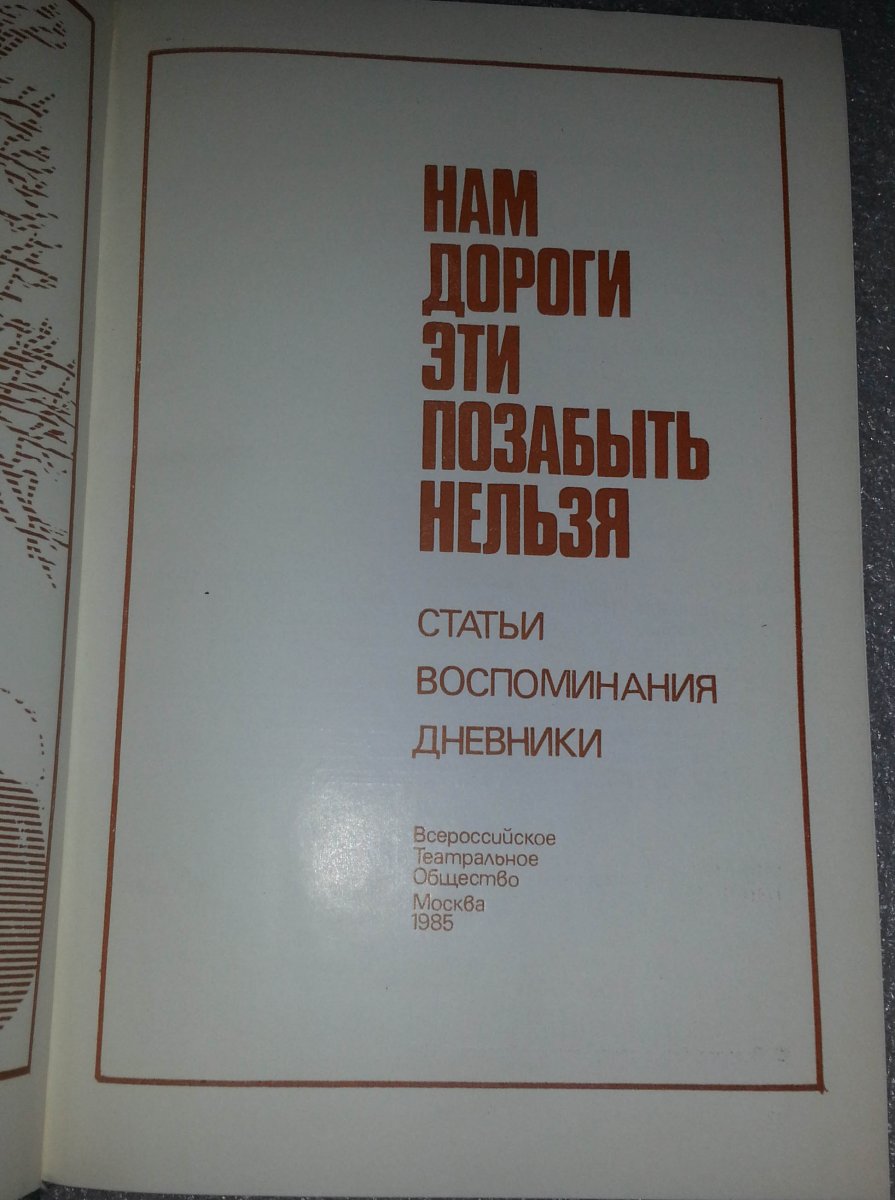 НАМ
ДОРОГИ
ЭТИ
ПОЗАБЫТЬ
НЕЛЬЗЯ
СТАТЬИ
ВОСПОМИНАНИЯ
ДНЕВНИКИ
Всероссийское
Театральное
Общество
Москва
1985